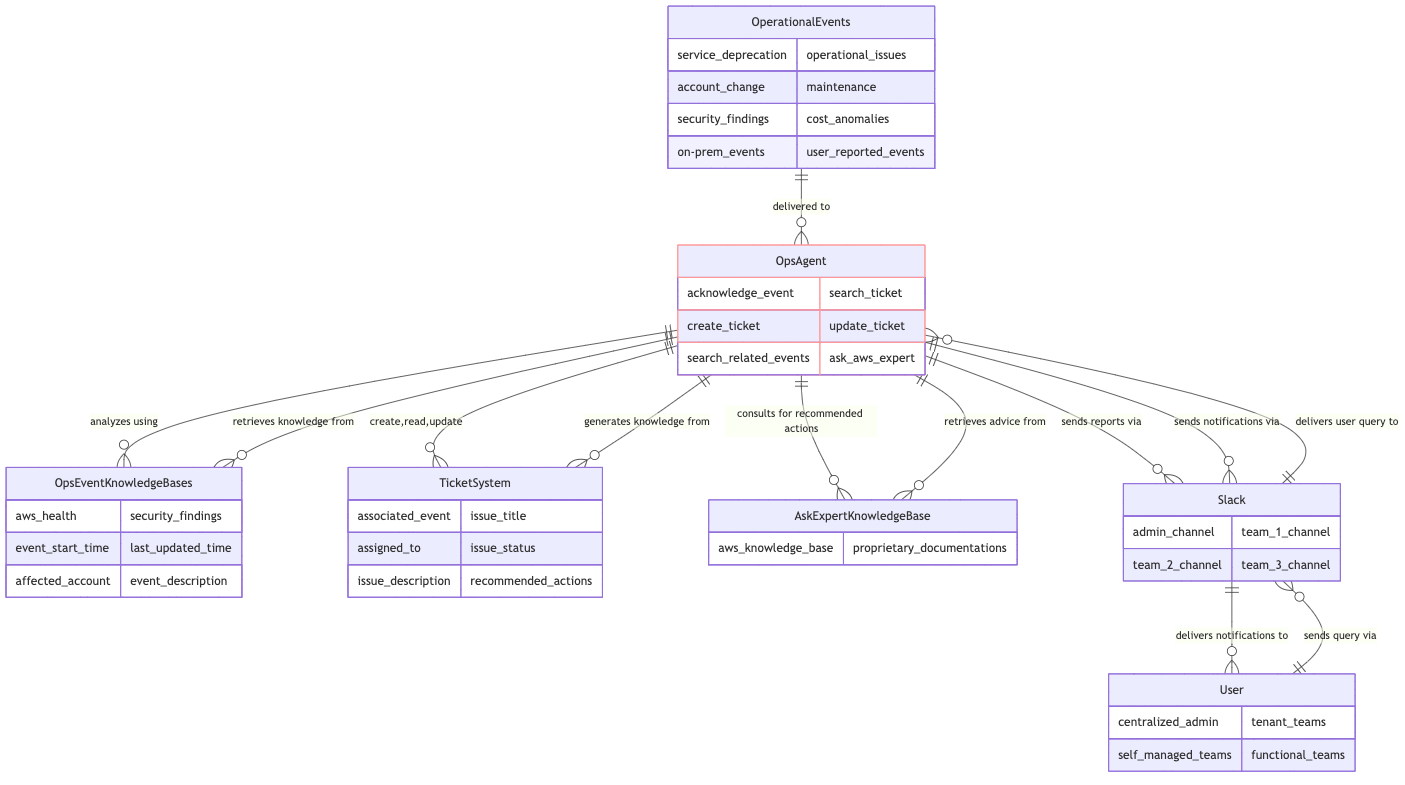 OperationalEvents
service_deprecation operational_issues
account_change maintenance
security_findings cost_anomalies
on-prem_events user_reported_events
delivered to
OpsAgent
acknowledge_event search_ticket
create_ticket update_ticket
search_related_events ask_aws_expert
analyzes using
retrieves knowledge from
create,read,update
generates knowledge from
consults for recommended
actions
retrieves advice from
sends reports via
sends notifications via
delivers user query to
OpsEventKnowledgeBases
aws_health security_findings
event_start_time last_updated_time
affected_account event_description
TicketSystem
associated_event issue_title
assigned_to issue_status
issue_description recommended_actions
AskExpertKnowledgeBase
aws_knowledge_base proprietary_documentations
Slack
admin_channel team_1_channel
team_2_channel team_3_channel
delivers notifications to
sends query via
User
centralized_admin tenant_teams
self_managed_teams functional_teams